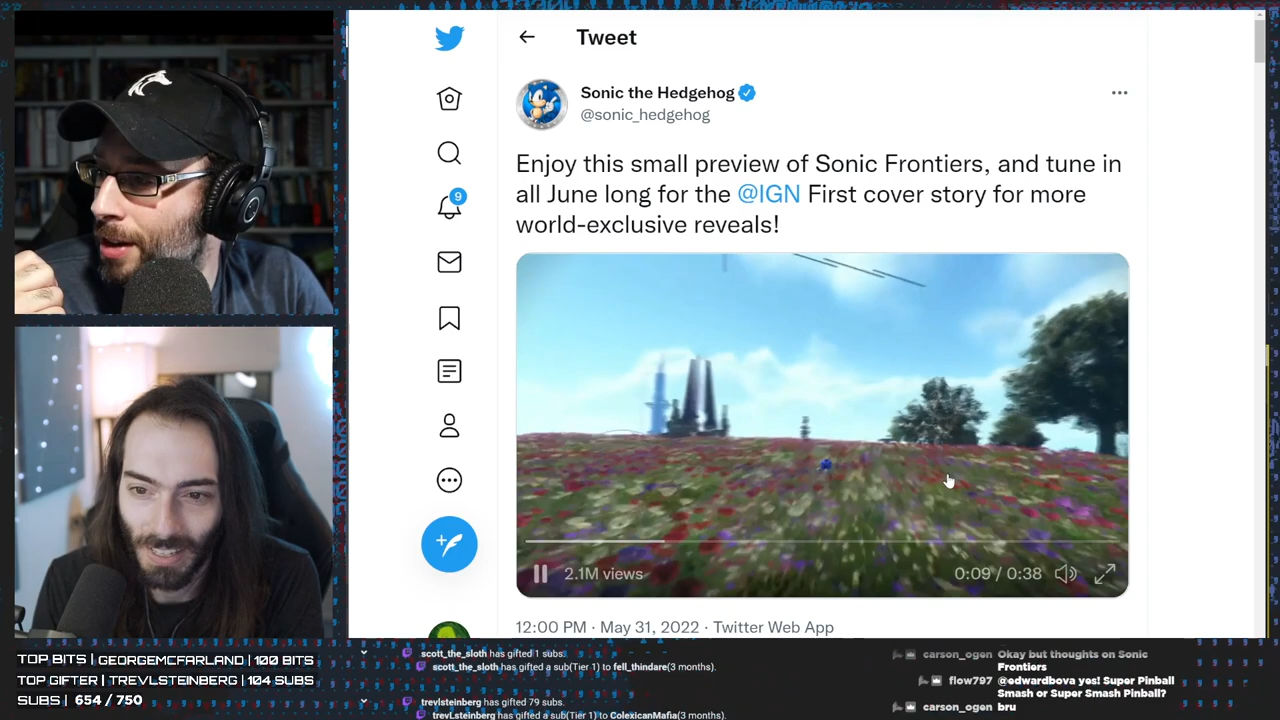 Tweet
Sonic the Hedgehog
@sonic_hedgehog
Enjoy this small preview of Sonic Frontiers, and tune in
all June long for the @IGN First cover story for more
world-exclusive reveals!
9
2.1M views
0:09 / 0:38
12:00 PM · May 31, 2022 · Twitter Web App
TOP BITS | GEORGEMCFARLAND | 100 BITS
TOP GIFTER | TREVLSTEINBERG | 104 SUBS
SUBS | 654 / 750
scott_the_sloth has gifted 1 subs.
scott_the_sloth has gifted a sub(Tier 1) to fell_thindare(3 months).
trevlsteinberg has gifted 79 subs.
trevLsteinberg has gifted a sub(Tier 1) to ColexicanMafia(3 months).
carson_ogen Okay but thoughts on Sonic
Frontiers
flow797 @edwardbova yes! Super Pinball
Smash or Super Smash Pinball?
carson_ogen bru